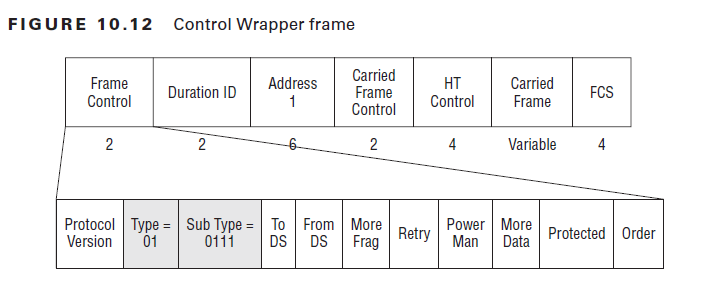 FIGURE 10.12 Control Wrapper frame
Frame
Control
Duration ID
Address
1
Carried
Frame
Control
HT
Control
Carried
Frame
FCS
2
2
6
2
4
Variable
4
Protocol
Version
Type =
01
Sub Type =
0111
To
DS
From
DS
More
Frag
Retry
Power
Man
More
Data
Protected
Order